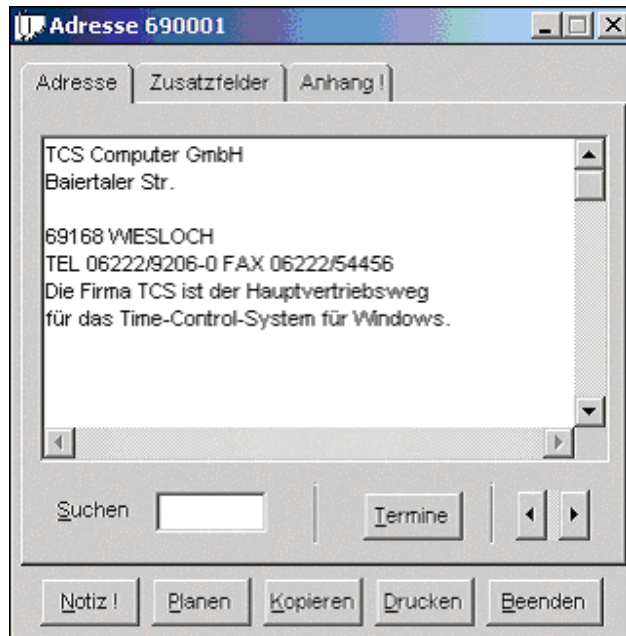 Adresse 690001
Adresse Zusatzfelder Anhang !
TCS Computer GmbH
Baiertaler Str.
69168 WIESLOCH
TEL 06222/9206-0 FAX 06222/54456
Die Firma TCS ist der Hauptvertriebsweg
für das Time-Control-System für Windows.
Suchen Termine
Notiz ! Planen Kopieren Drucken Beenden